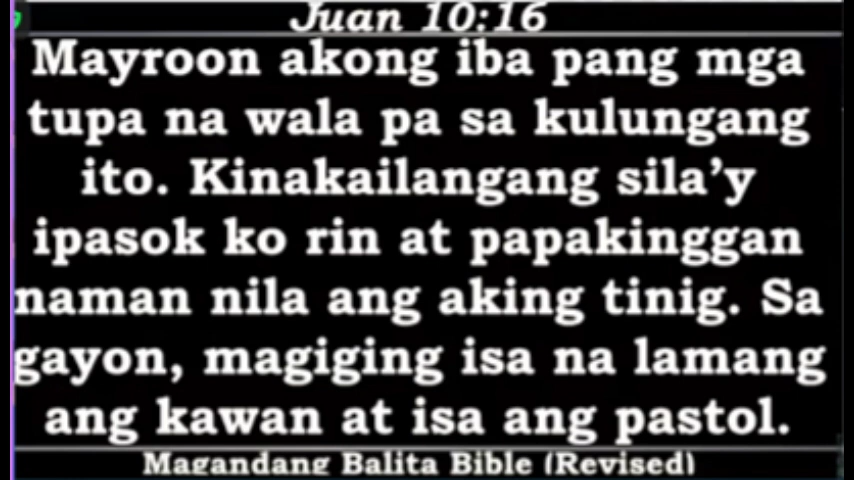 Juan 10:16
Mayroon akong iba pang mga
tupa na wala pa sa kulungang
ito. Kinakailangang sila’y
ipasok ko rin at papakinggan
naman nila ang aking tinig. Sa
gayon, magiging isa na lamang
ang kawan at isa ang pastol.
Magandang Balita Bible (Revised)